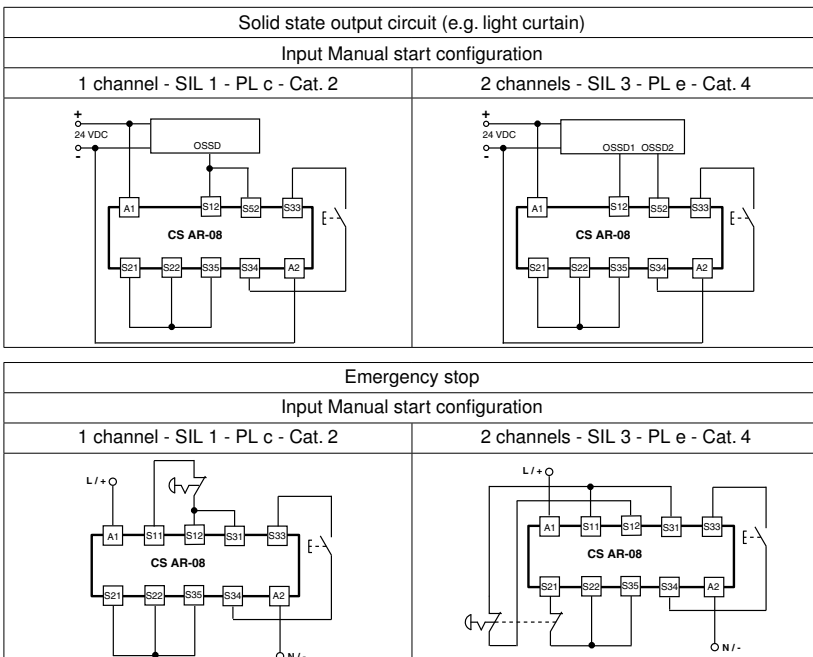 Solid state output circuit (e.g. light curtain)
Input Manual start configuration
1 channel - SIL 1 - PL c - Cat. 2
2 channels - SIL 3 - PL e - Cat. 4
+
24 VDC
-
OSSD
A1 S12 S52 S33
CS AR-08
S21 S22 S35 S34 A2
+
24 VDC
-
OSSD1 OSSD2
A1 S12 S52 S33
CS AR-08
S21 S22 S35 S34 A2
Emergency stop
Input Manual start configuration
1 channel - SIL 1 - PL c - Cat. 2
2 channels - SIL 3 - PL e - Cat. 4
L / +
A1 S11 S12 S31 S33
CS AR-08
S21 S22 S35 S34 A2
N / -
L / +
A1 S11 S12 S31 S33
CS AR-08
S21 S22 S35 S34 A2
N / -